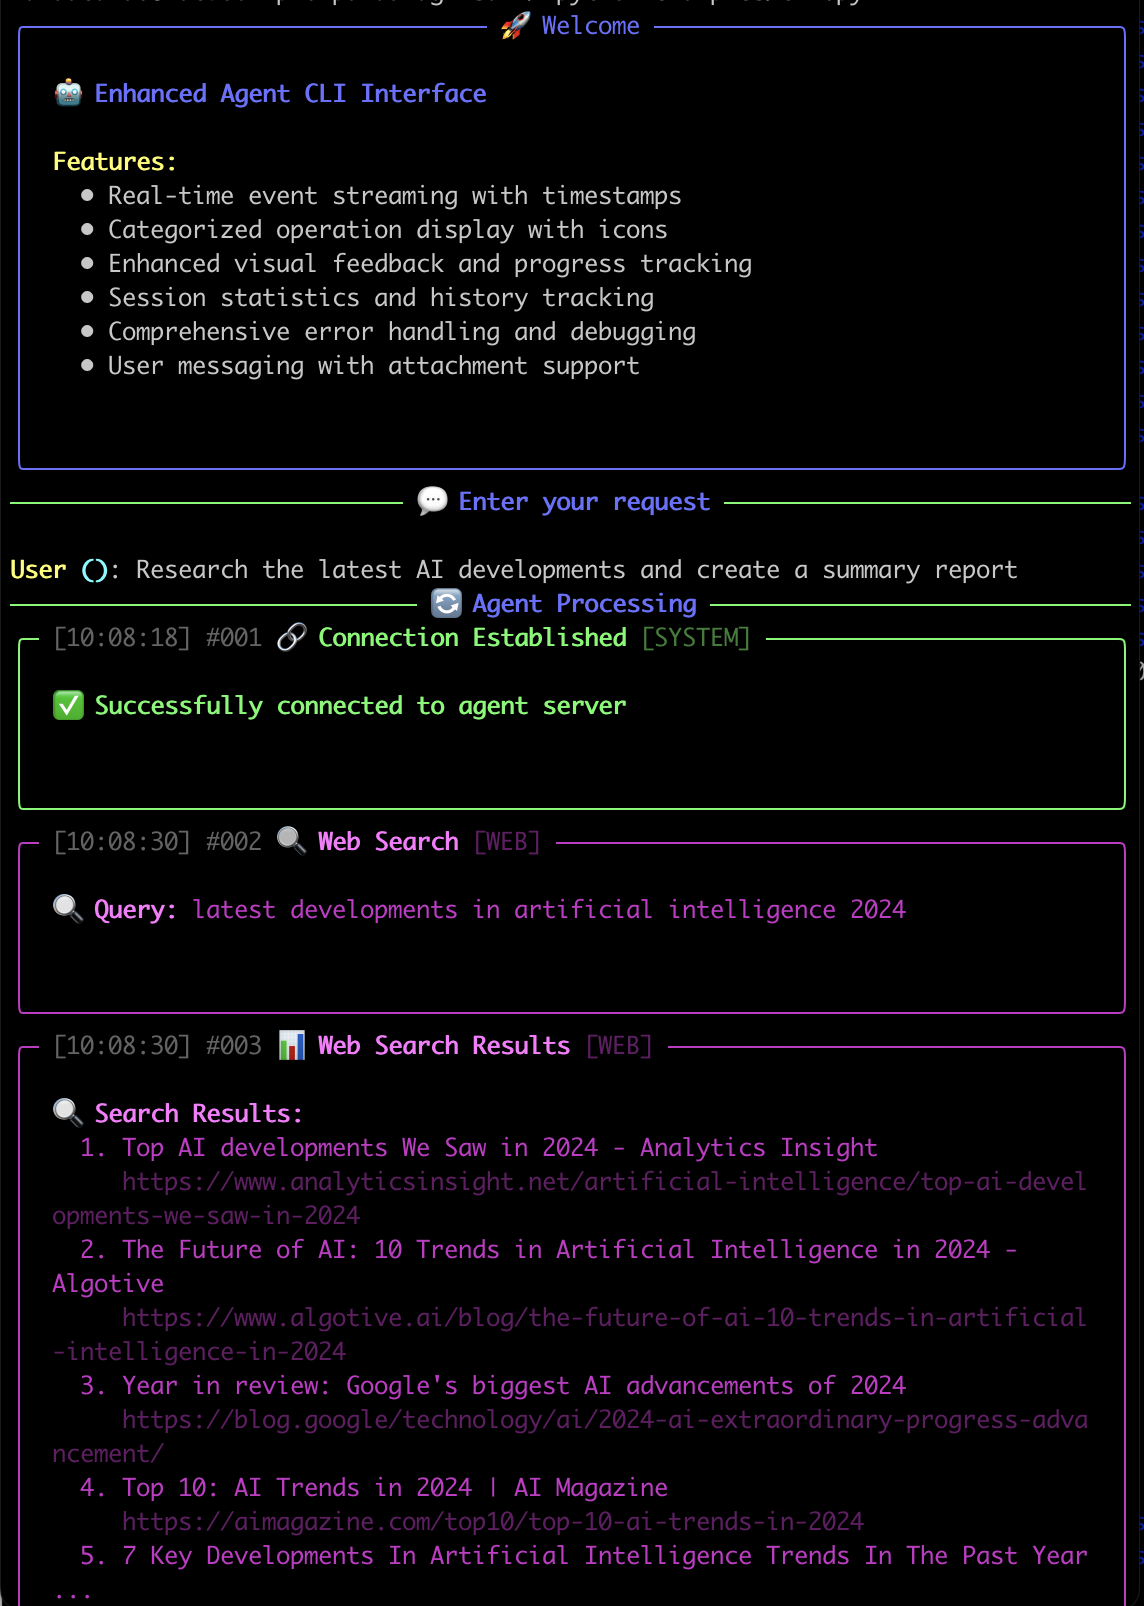 Welcome
Enhanced Agent CLI Interface
Features:
• Real-time event streaming with timestamps
• Categorized operation display with icons
• Enhanced visual feedback and progress tracking
• Session statistics and history tracking
• Comprehensive error handling and debugging
• User messaging with attachment support
Enter your request
User (): Research the latest AI developments and create a summary report
Agent Processing
[10:08:18] #001 🔗 Connection Established [SYSTEM]
✅ Successfully connected to agent server
[10:08:30] #002 🔍 Web Search [WEB]
🔍 Query: latest developments in artificial intelligence 2024
[10:08:30] #003 📊 Web Search Results [WEB]
🔍 Search Results:
1. Top AI developments We Saw in 2024 - Analytics Insight
https://www.analyticsinsight.net/artificial-intelligence/top-ai-devel
opments-we-saw-in-2024
2. The Future of AI: 10 Trends in Artificial Intelligence in 2024 -
Algotive
https://www.algotive.ai/blog/the-future-of-ai-10-trends-in-artificial
-intelligence-in-2024
3. Year in review: Google's biggest AI advancements of 2024
https://blog.google/technology/ai/2024-ai-extraordinary-progress-adva
ncement/
4. Top 10: AI Trends in 2024 | AI Magazine
https://aimagazine.com/top10/top-10-ai-trends-in-2024
5. 7 Key Developments In Artificial Intelligence Trends In The Past Year
...